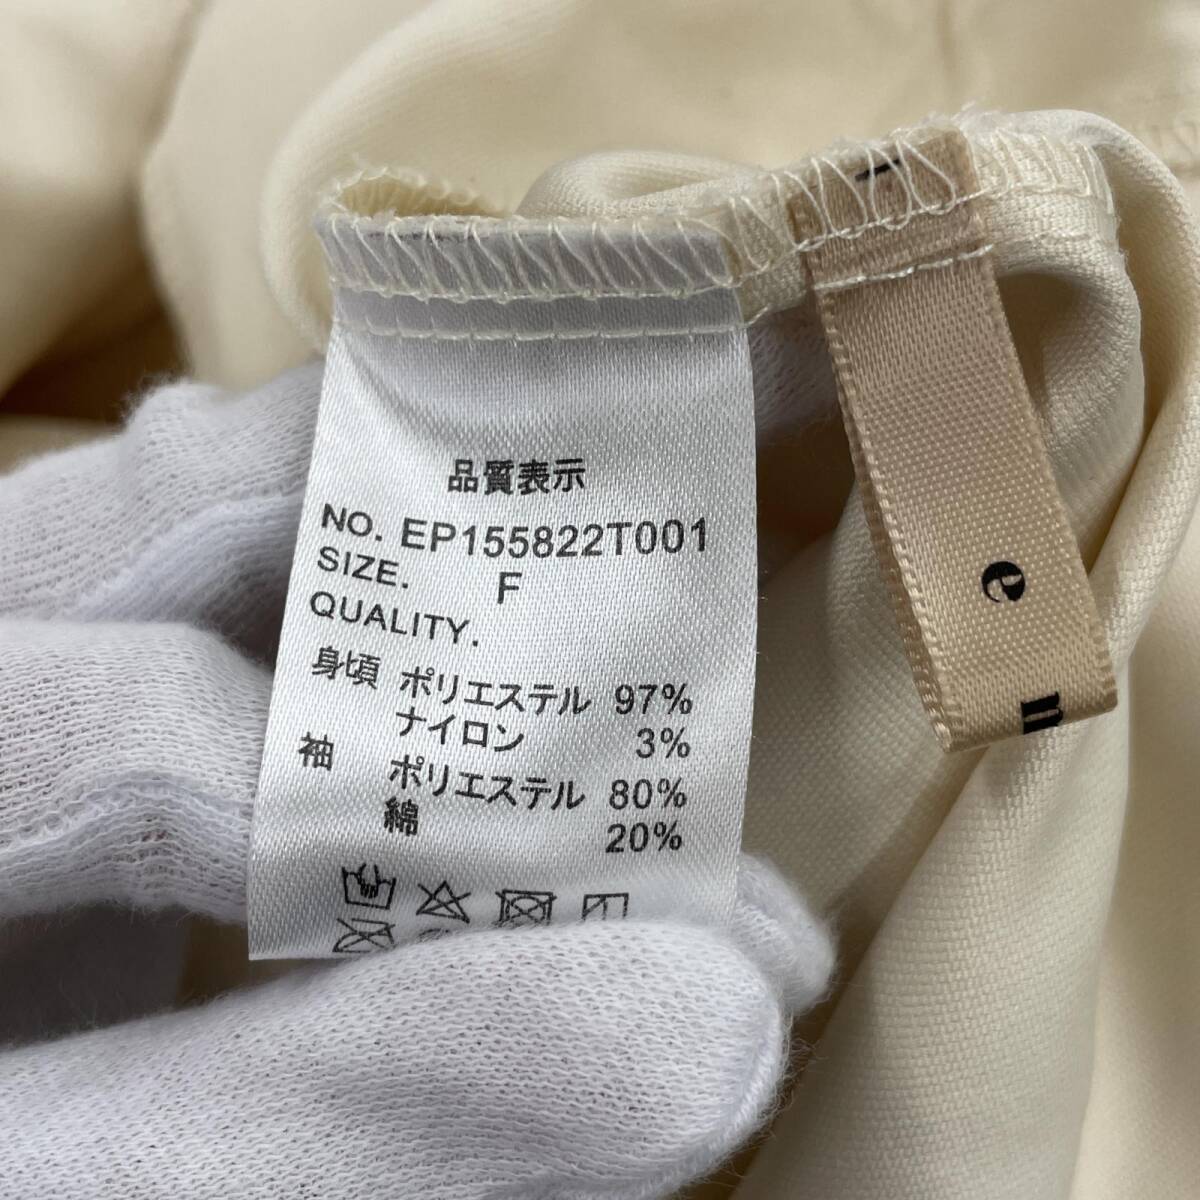 品質表示
NO. EP155822T001
SIZE. F
QUALITY.
身頃 ポリエステル 97%
ナイロン 3%
袖 ポリエステル 80%
綿 20%
e
m